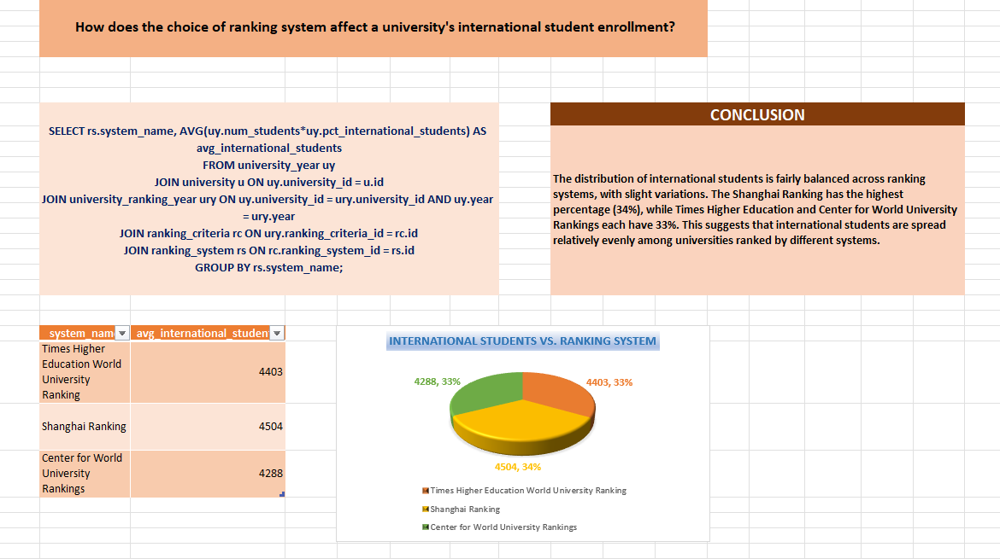 How does the choice of ranking system affect a university's international student enrollment?
SELECT rs.system_name, AVG(uy.num_students*uy.pct_international_students) AS
avg_international_students
FROM university_year uy
JOIN university u ON uy.university_id = u.id
JOIN university_ranking_year ury ON uy.university_id = ury.university_id AND uy.year
= ury.year
JOIN ranking_criteria rc ON ury.ranking_criteria_id = rc.id
JOIN ranking_system rs ON rc.ranking_system_id = rs.id
GROUP BY rs.system_name;
CONCLUSION
The distribution of international students is fairly balanced across ranking
systems, with slight variations. The Shanghai Ranking has the highest
percentage (34%), while Times Higher Education and Center for World University
Rankings each have 33%. This suggests that international students are spread
relatively evenly among universities ranked by different systems.
system_nam avg_international_studen
Times Higher
Education World
University
Ranking
4403
Shanghai Ranking 4504
Center for World
University
Rankings
4288
INTERNATIONAL STUDENTS VS. RANKING SYSTEM
4288, 33%
4403, 33%
4504, 34%
Times Higher Education World University Ranking
Shanghai Ranking
Center for World University Rankings